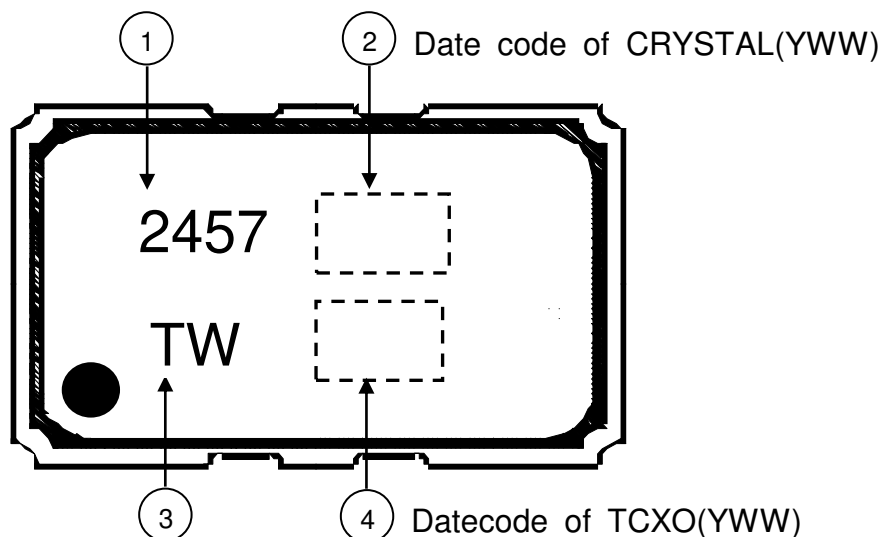 1
2 Date code of CRYSTAL(YWW)
2457
TW
3
4 Datecode of TCXO(YWW)